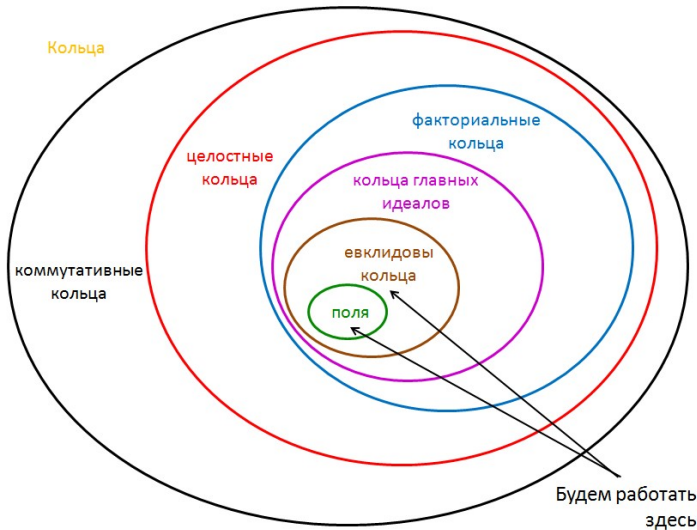 Кольца
факториальные
кольца
целостные
кольца
кольца главных
идеалов
евклидовы
кольца
коммутативные
кольца
поля
Будем работать
здесь